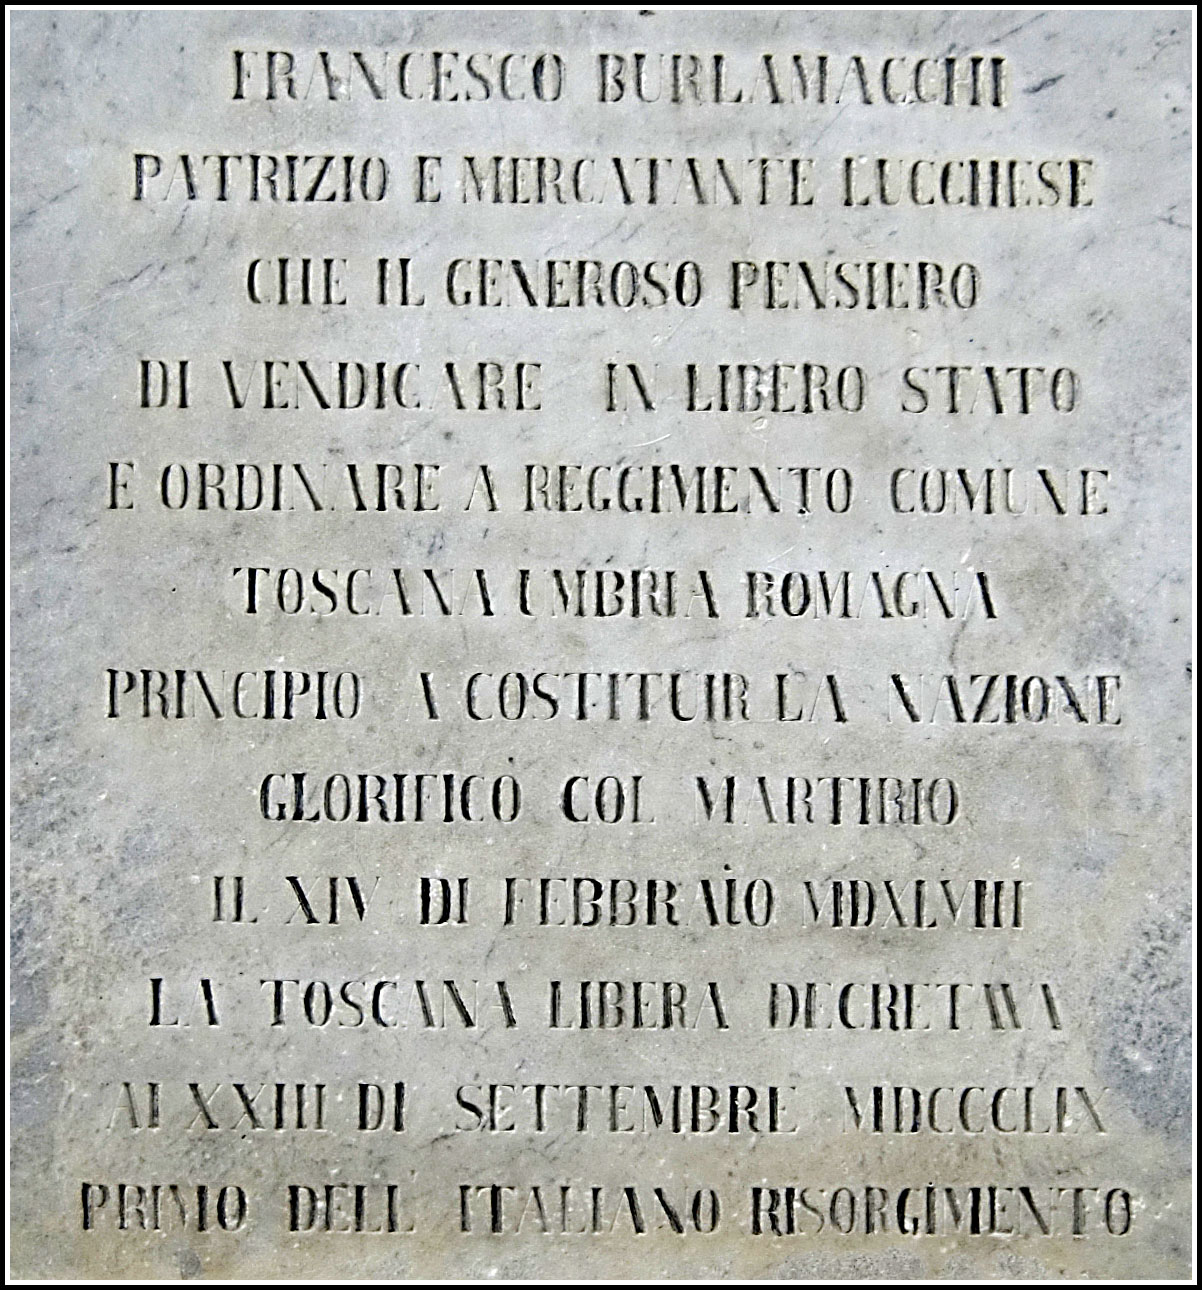 FRANCESCO BURLAMACCHI
PATRIZIO E MERCATANTE LUCCHESE
CHE IL GENEROSO PENSIERO
DI VENDICARE IN LIBERO STATO
E ORDINARE A REGGIMENTO COMUNE
TOSCANA UMBRIA ROMAGNA
PRINCIPIO A COSTITUIR LA NAZIONE
GLORIFICO COL MARTIRIO
IL XIV DI FEBBRAIO MDXLVIII
LA TOSCANA LIBERA DECRETAVA
AI XXIII DI SETTEMBRE MDCCCLIX
PRIMO DELL ITALIANO RISORGIMENTO